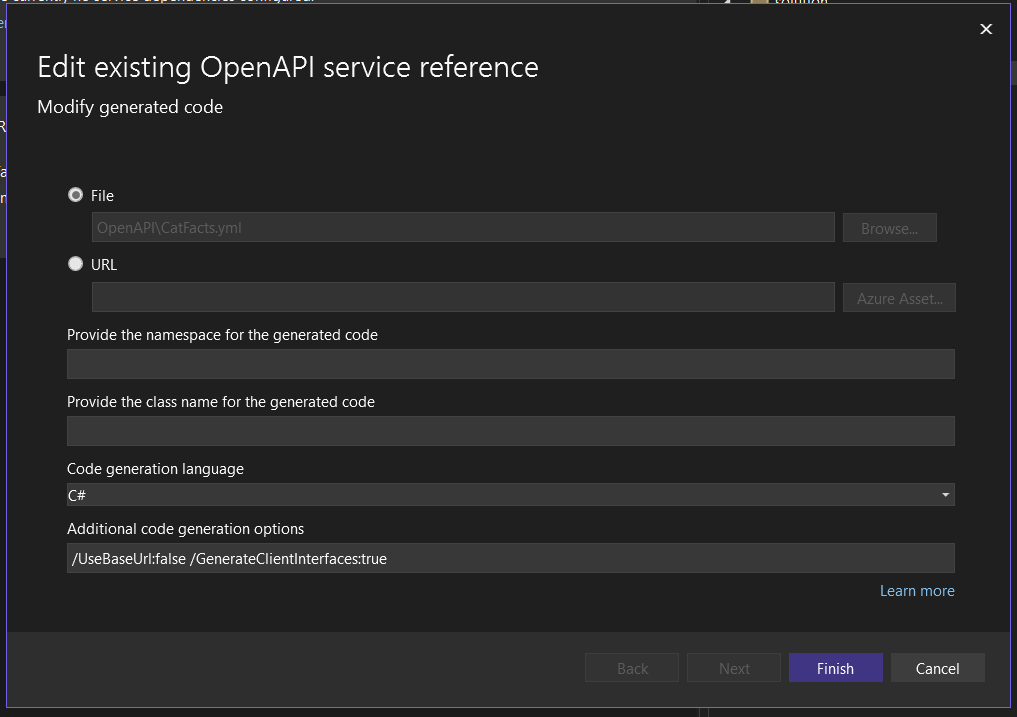 Edit existing OpenAPI service reference
Modify generated code
File
OpenAPI\CatFacts.yml
Browse...
URL
Azure Asset...
Provide the namespace for the generated code
Provide the class name for the generated code
Code generation language
C#
Additional code generation options
/UseBaseUrl:false /GenerateClientInterfaces:true
Learn more
Back
Next
Finish
Cancel